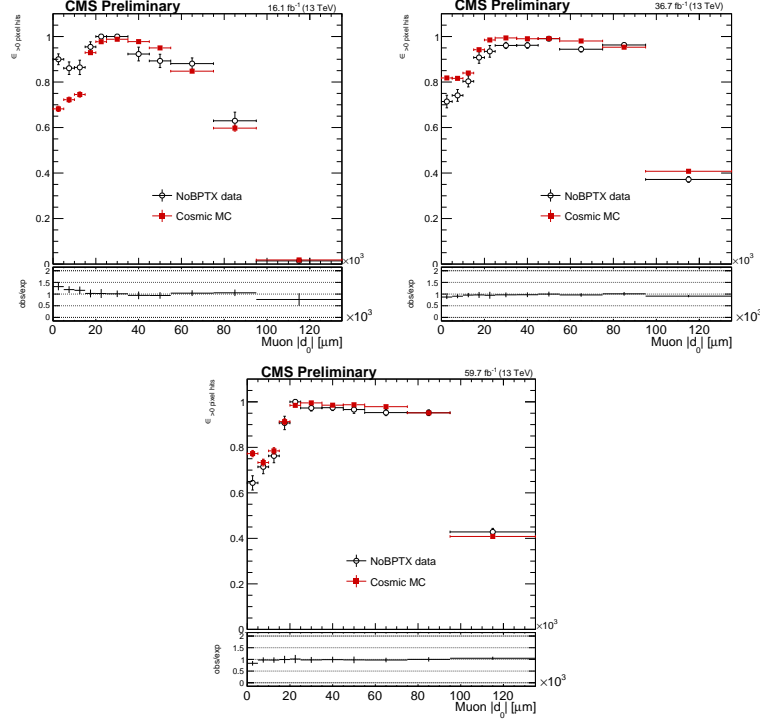 CMS Preliminary 16.1 fb⁻¹ (13 TeV)
∈ >0 pixel hits
1
0.8
0.6
0.4
0.2
0
NoBPTX data
Cosmic MC
×10³
obs/exp
2
1.5
1
0.5
0
0 20 40 60 80 100 120
×10³
Muon |d₀| [μm]
CMS Preliminary 36.7 fb⁻¹ (13 TeV)
∈ >0 pixel hits
1
0.8
0.6
0.4
0.2
0
NoBPTX data
Cosmic MC
×10³
obs/exp
2
1.5
1
0.5
0
0 20 40 60 80 100 120
×10³
Muon |d₀| [μm]
CMS Preliminary 59.7 fb⁻¹ (13 TeV)
∈ >0 pixel hits
1
0.8
0.6
0.4
0.2
0
NoBPTX data
Cosmic MC
×10³
obs/exp
2
1.5
1
0.5
0
0 20 40 60 80 100 120
×10³
Muon |d₀| [μm]